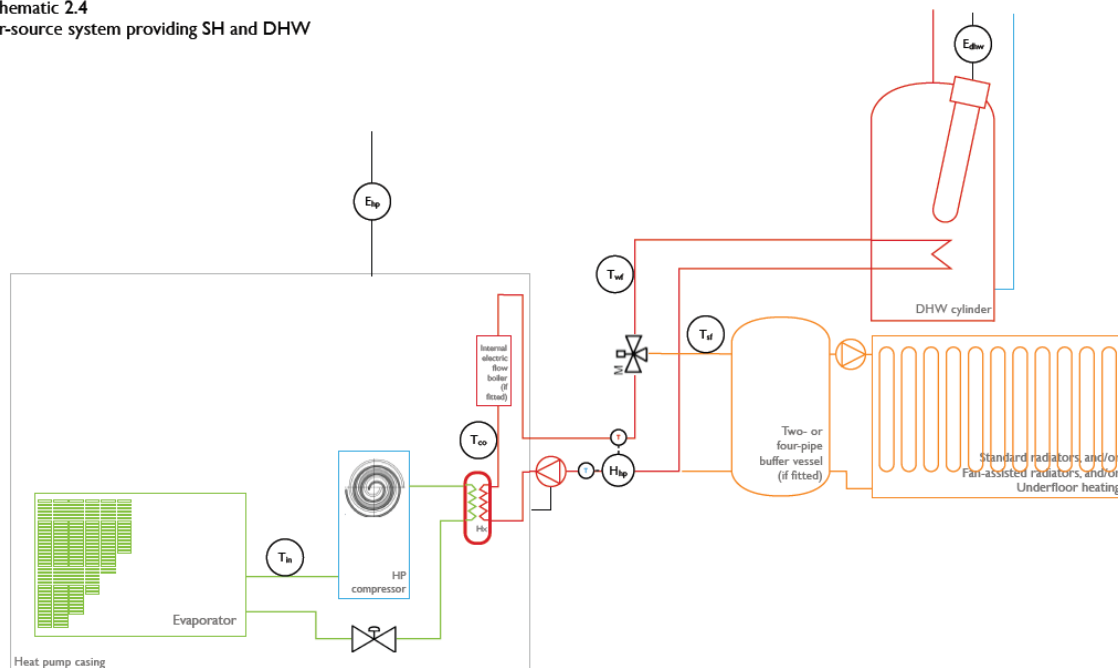 hematic 2.4
r-source system providing SH and DHW
Edhw
Ehp
Twf
DHW cylinder
Tsf
M
Internal
electric
flow
boiler
(if
fitted)
Tco
T
T
Hhp
Two- or
four-pipe
buffer vessel
(if fitted)
Standard radiators, and/or
Fan-assisted radiators, and/or
Underfloor heating
Hx
Tin
HP
compressor
Evaporator
Heat pump casing